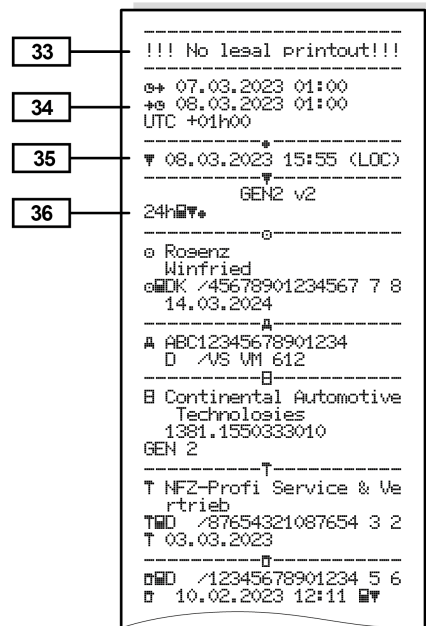 !!! No legal printout!!!
33
07.03.2023 01:00
34
08.03.2023 01:00
UTC +01h00
35
▼ 08.03.2023 15:55 (LOC)
GEN2 v2
36
24h
Rogenz
Winfried
DK /45678901234567 7 8
14.03.2024
ABC12345678901234
D /VS VM 612
Continental Automotive
Technologies
1381.1550333010
GEN 2
T NFZ-Profi Service & Ve
rtrieb
T D /87654321087654 3 2
T 03.03.2023
D /12345678901234 5 6
10.02.2023 12:11 ▼